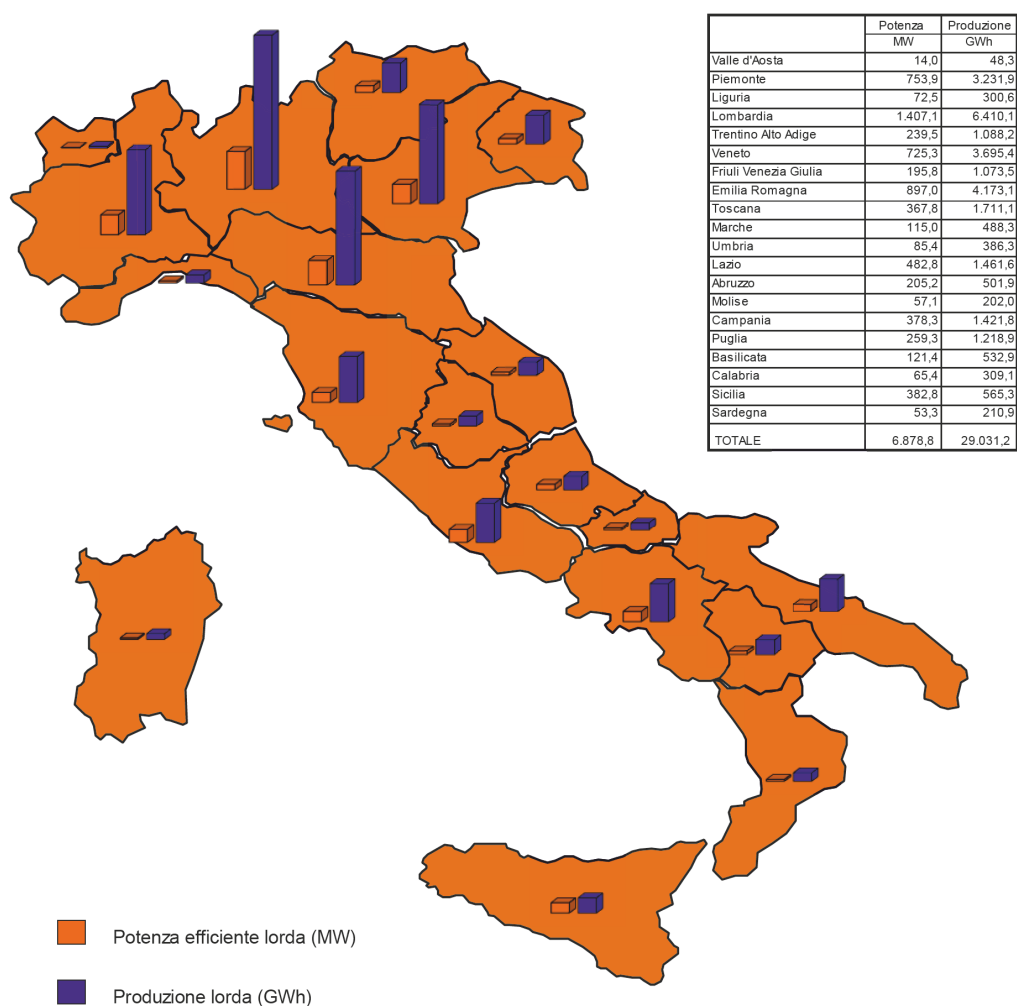 Potenza Produzione
MW GWh
Valle d'Aosta 14,0 48,3
Piemonte 753,9 3.231,9
Liguria 72,5 300,6
Lombardia 1.407,1 6.410,1
Trentino Alto Adige 239,5 1.088,2
Veneto 725,3 3.695,4
Friuli Venezia Giulia 195,8 1.073,5
Emilia Romagna 897,0 4.173,1
Toscana 367,8 1.711,1
Marche 115,0 488,3
Umbria 85,4 386,3
Lazio 482,8 1.461,6
Abruzzo 205,2 501,9
Molise 57,1 202,0
Campania 378,3 1.421,8
Puglia 259,3 1.218,9
Basilicata 121,4 532,9
Calabria 65,4 309,1
Sicilia 382,8 565,3
Sardegna 53,3 210,9
TOTALE 6.878,8 29.031,2
Potenza efficiente lorda (MW)
Produzione lorda (GWh)